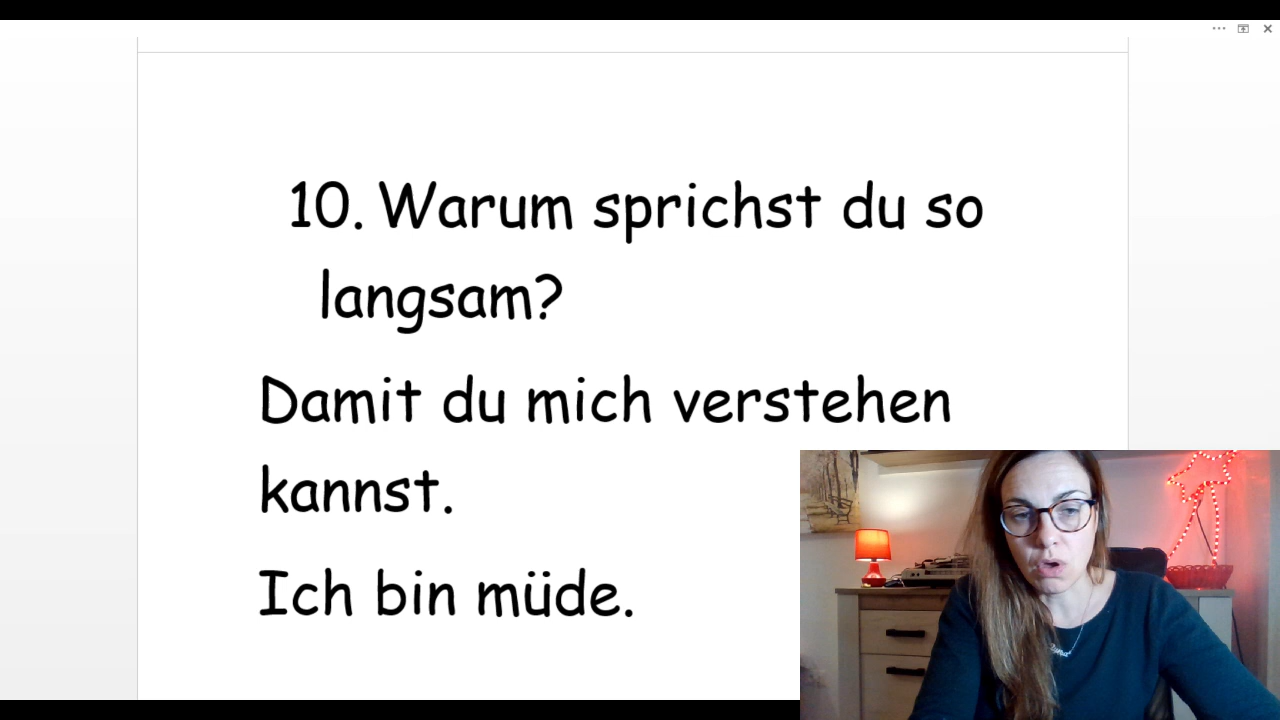 10. Warum sprichst du so
langsam?
Damit du mich verstehen
kannst.
Ich bin müde.